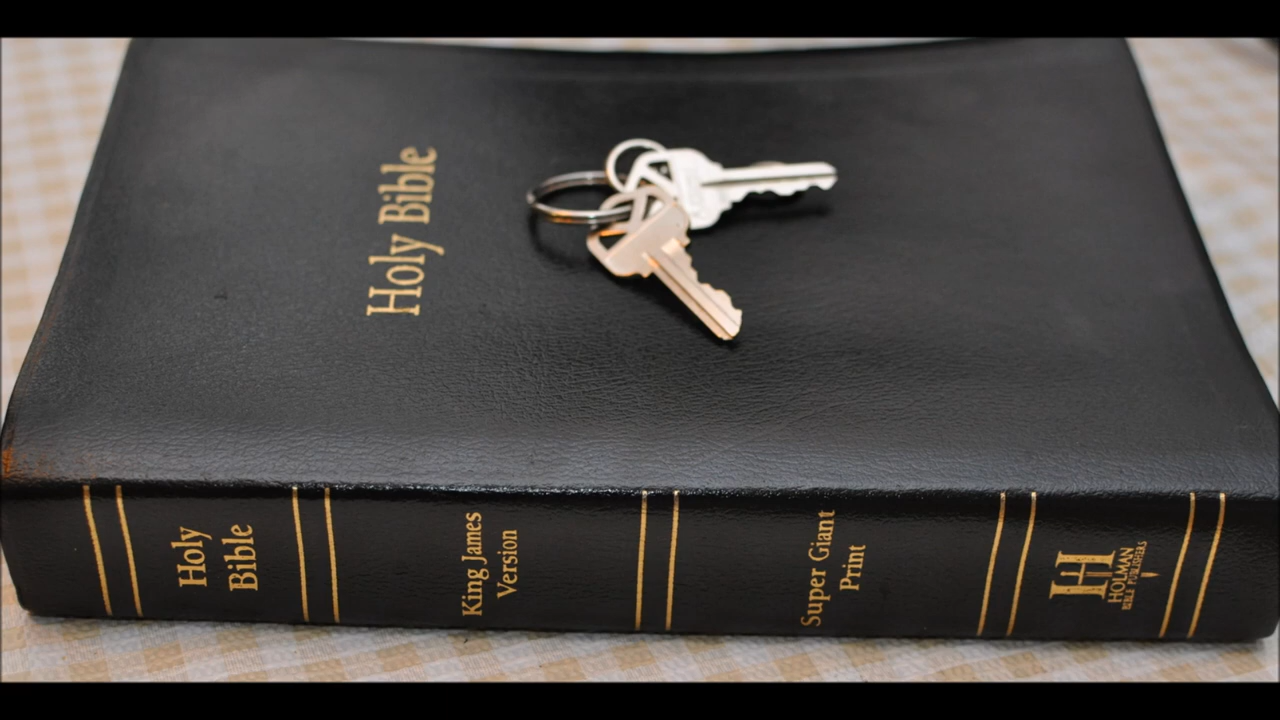 Holy Bible
Holy
Bible
King James
Version
Super Giant
Print
HOLMAN
BIBLE PUBLISHERS